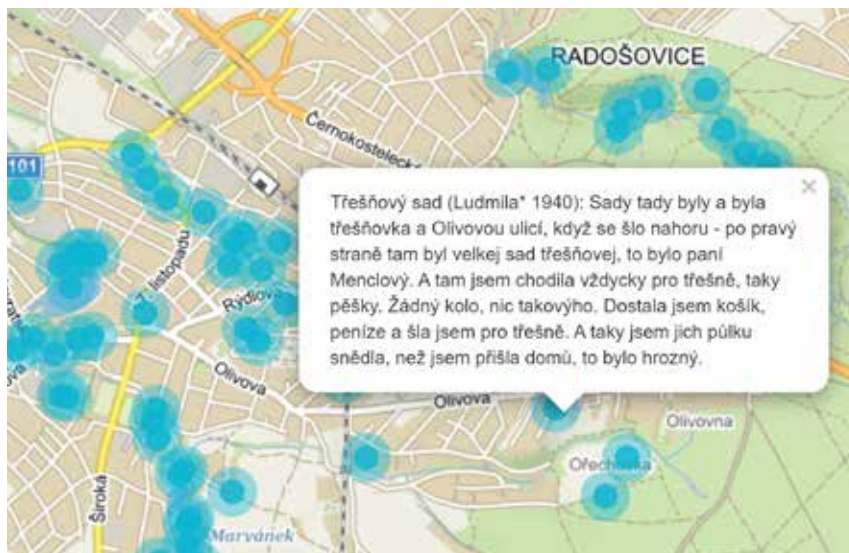 RADOŠOVICE
Černokostelecká
101
Třešňový sad (Ludmila* 1940): Sady tady byly a byla
třešňovka a Olivovou ulicí, když se šlo nahoru - po pravý
straně tam byl velkej sad třešňovej, to bylo paní
Menclový. A tam jsem chodila vždycky pro třešně, taky
pěšky. Žádný kolo, nic takovýho. Dostala jsem košík,
peníze a šla jsem pro třešně. A taky jsem jich půlku
snědla, než jsem přišla domů, to bylo hrozný.
17. listopadu
Rýdlova
Olivova
Olivova
Olivovna
Ořechovka
Široká
Marvánek